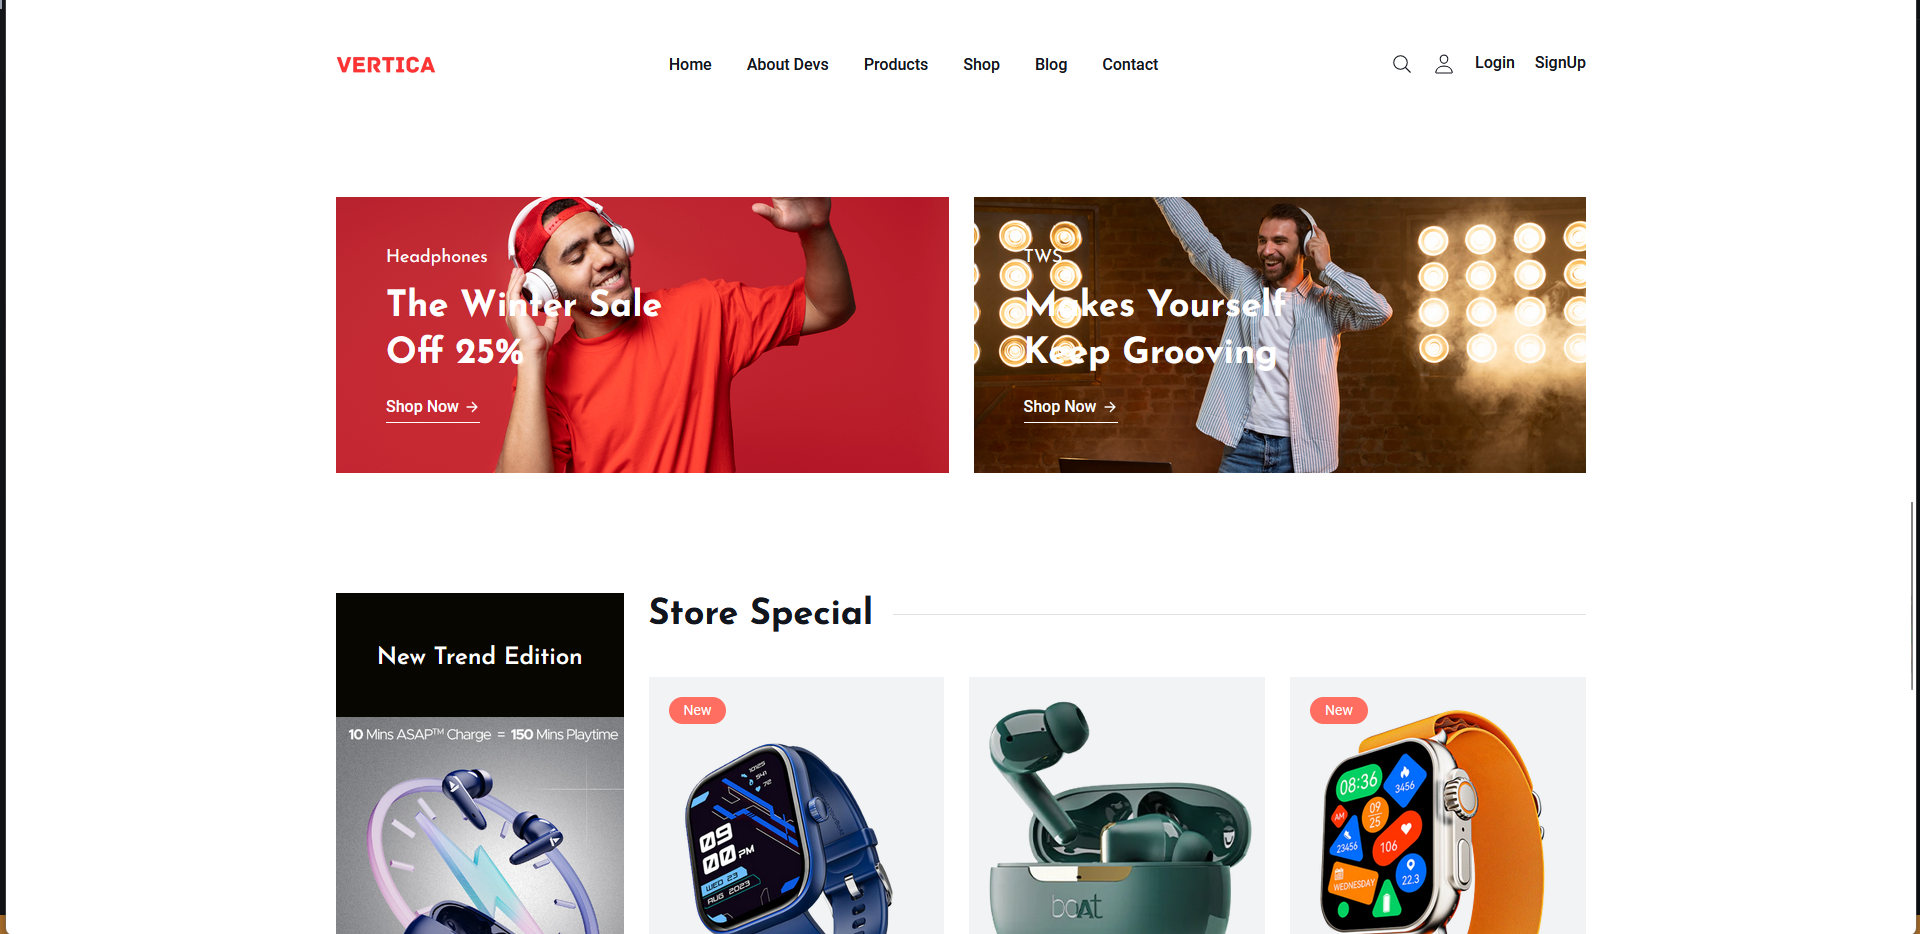 VERTICA
Home About Devs Products Shop Blog Contact
Login SignUp
Headphones
The Winter Sale
Off 25%
Shop Now →
TWS
Makes Yourself
Keep Grooving
Shop Now →
New Trend Edition
10 Mins ASAP™ Charge = 150 Mins Playtime
Store Special
New
09
00 PM
WED 23
AUG 2023
boAt
New
08:36
3456
AM
09
25
23456
106
WEDNESDAY
22.3